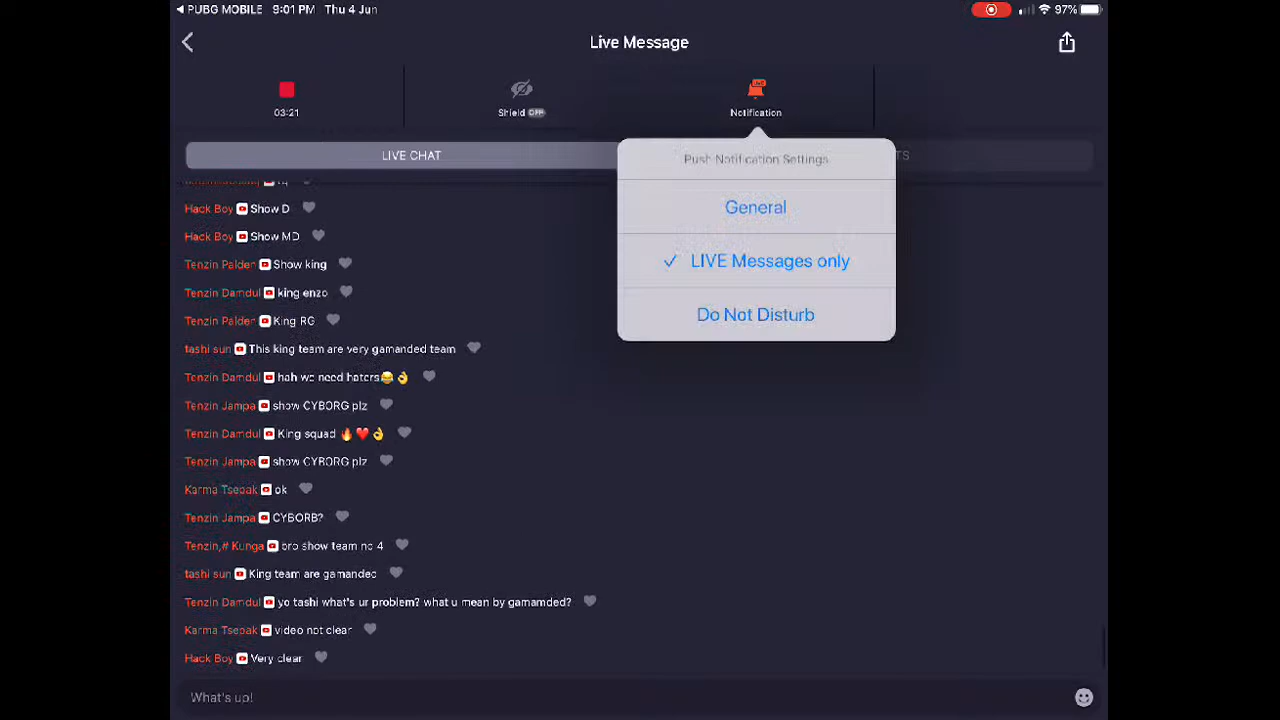 PUBG MOBILE 9:01 PM Thu 4 Jun 97%
Live Message
03:21
Shield OFF
LIVE
Notification
LIVE CHAT
TS
Push Notification Settings
General
LIVE Messages only
Do Not Disturb
Hack Boy Show D
Hack Boy Show MD
Tenzin Palden Show king
Tenzin Damdul king enzo
Tenzin Palden King RG
tashi sun This king team are very gamanded team
Tenzin Damdul hah we need haters😂👌
Tenzin Jampa show CYBORG plz
Tenzin Damdul King squad 🔥❤️👌
Tenzin Jampa show CYBORG plz
Karma Tsepak ok
Tenzin Jampa CYBORB?
Tenzin,# Kunga bro show team no 4
tashi sun King team are gamanded
Tenzin Damdul yo tashi what's ur problem? what u mean by gamamded?
Karma Tsepak video not clear
Hack Boy Very clear
What's up!